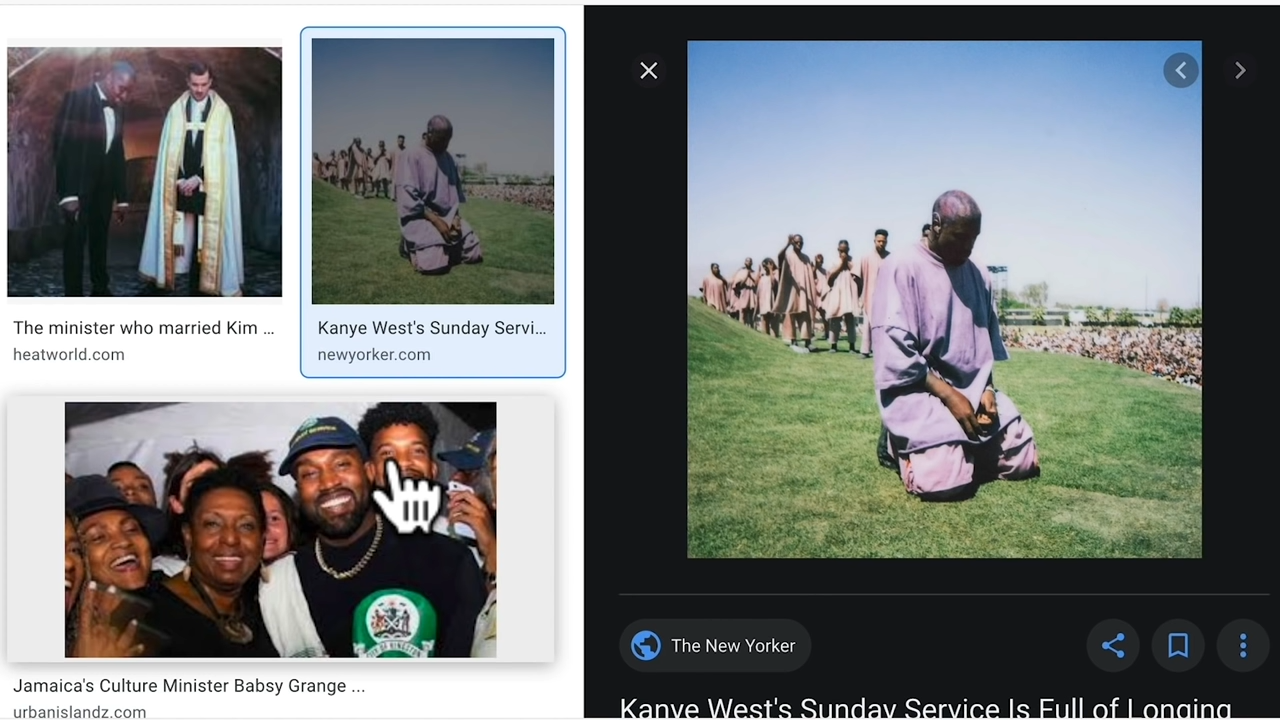 The minister who married Kim ...
heatworld.com
Kanye West's Sunday Servi...
newyorker.com
Jamaica's Culture Minister Babsy Grange ...
urbanislandz.com
The New Yorker
Kanye West's Sunday Service Is Full of Longing